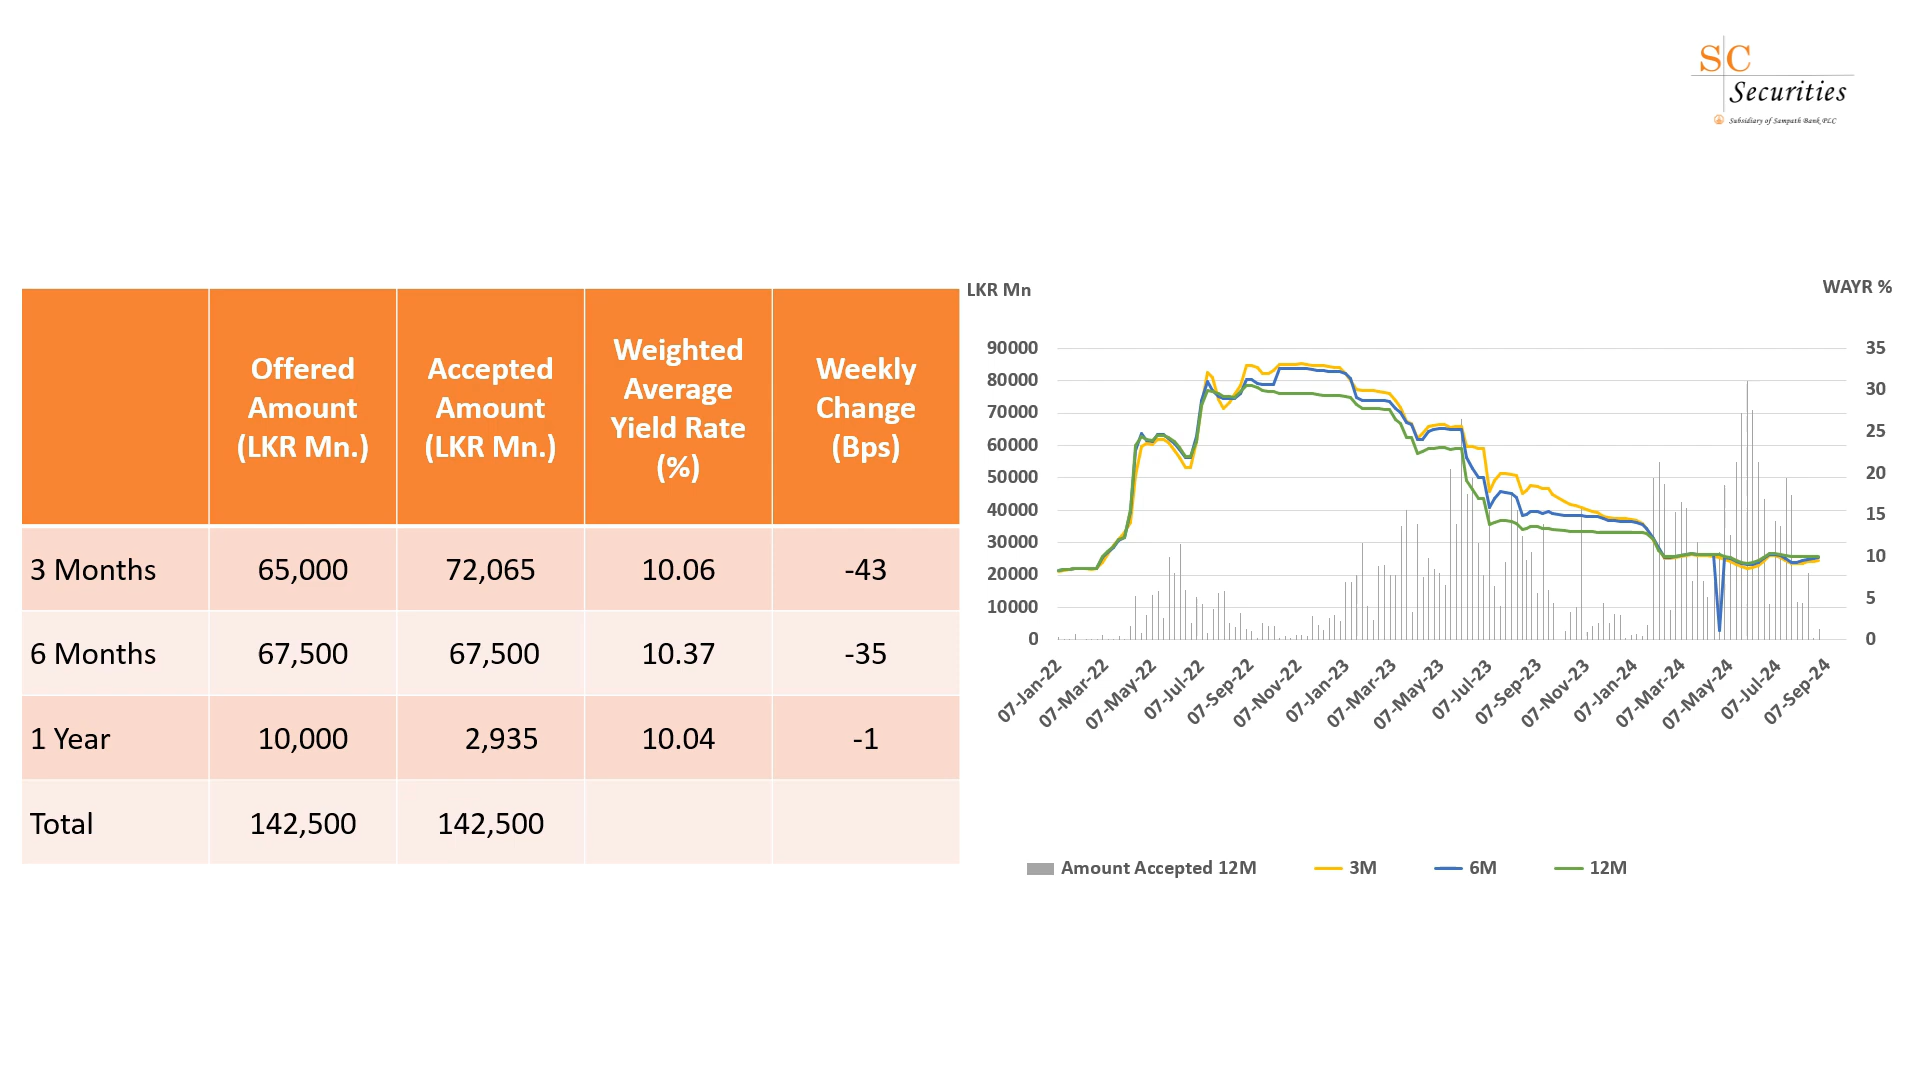 SC
Securities
Subsidiary of Sampath Bank PLC
Offered Amount (LKR Mn.)
Accepted Amount (LKR Mn.)
Weighted Average Yield Rate (%)
Weekly Change (Bps)
3 Months 65,000 72,065 10.06 -43
6 Months 67,500 67,500 10.37 -35
1 Year 10,000 2,935 10.04 -1
Total 142,500 142,500
LKR Mn
WAYR %
90000
80000
70000
60000
50000
40000
30000
20000
10000
0
35
30
25
20
15
10
5
0
07-Jan-22
07-Mar-22
07-May-22
07-Jul-22
07-Sep-22
07-Nov-22
07-Jan-23
07-Mar-23
07-May-23
07-Jul-23
07-Sep-23
07-Nov-23
07-Jan-24
07-Mar-24
07-May-24
07-Jul-24
07-Sep-24
Amount Accepted 12M 3M 6M 12M